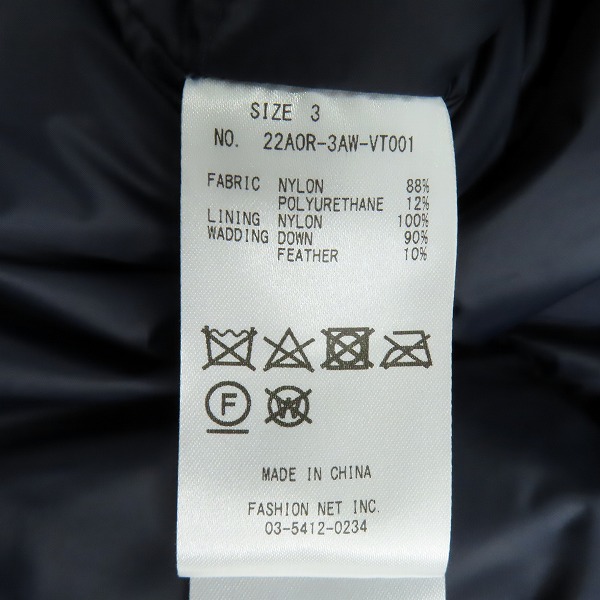 SIZE 3
NO. 22AOR-3AW-VT001
FABRIC NYLON 88%
POLYURETHANE 12%
LINING NYLON 100%
WADDING DOWN 90%
FEATHER 10%
F W
MADE IN CHINA
FASHION NET INC.
03-5412-0234